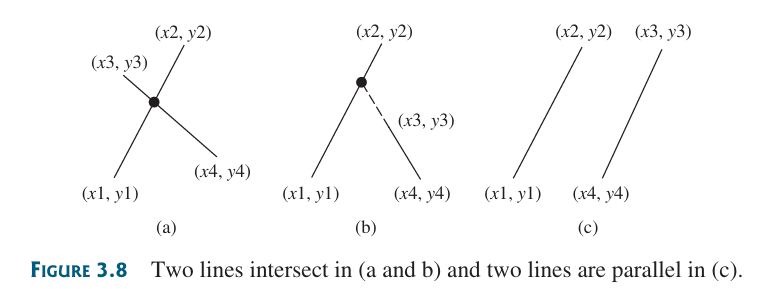 (x2, y2) (x2, y2) (x2, y2) (x3, y3)
(x3, y3)
(x3, y3)
(x4, y4)
(x1, y1) (x1, y1) (x4, y4) (x1, y1) (x4, y4)
(a) (b) (c)
FIGURE 3.8 Two lines intersect in (a and b) and two lines are parallel in (c).